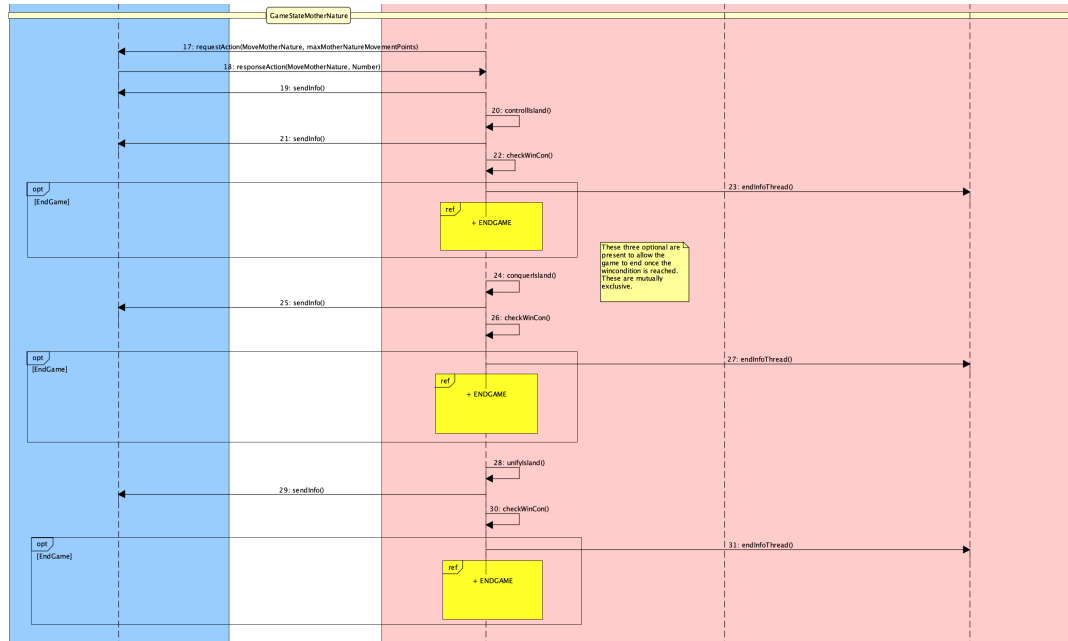 GameStateMotherNature
17: requestAction(MoveMotherNature, maxMotherNatureMovementPoints)
18: responseAction(MoveMotherNature, Number)
19: sendInfo()
20: controlIsland()
21: sendInfo()
22: checkWinCon()
opt
23: endInfoThread()
[EndGame]
ref
+ ENDGAME
These three optional are
present to allow the
game to end once the
wincondition is reached.
These are mutually
exclusive.
24: conquerIsland()
25: sendInfo()
26: checkWinCon()
opt
27: endInfoThread()
[EndGame]
ref
+ ENDGAME
28: unifyIsland()
29: sendInfo()
30: checkWinCon()
opt
31: endInfoThread()
[EndGame]
ref
+ ENDGAME